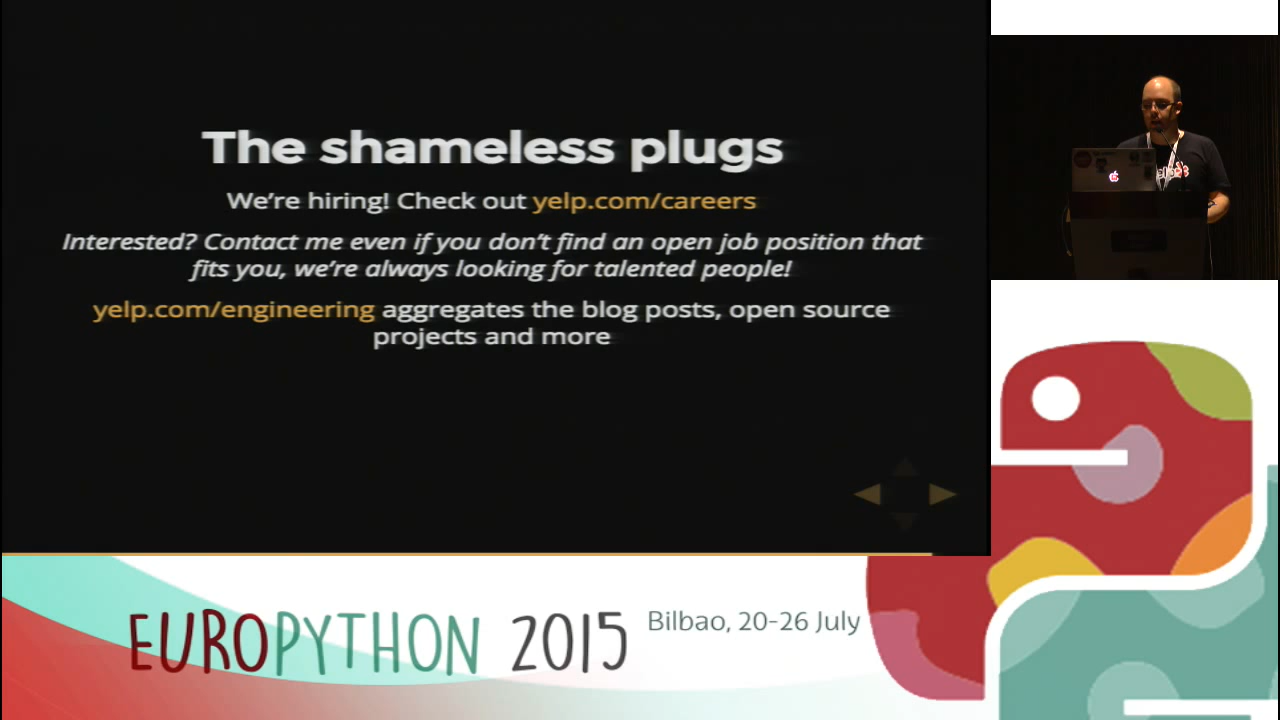 The shameless plugs
We're hiring! Check out yelp.com/careers
Interested? Contact me even if you don't find an open job position that
fits you, we're always looking for talented people!
yelp.com/engineering aggregates the blog posts, open source
projects and more
EUROPYTHON 2015
Bilbao, 20-26 July